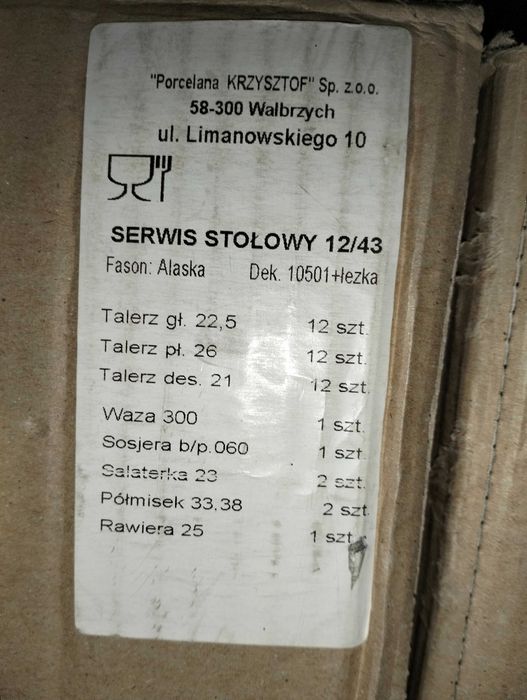 "Porcelana KRZYSZTOF" Sp. z.o.o.
58-300 Walbrzych
ul. Limanowskiego 10
SERWIS STOŁOWY 12/43
Fason: Alaska Dek. 10501+łezka
Talerz gł. 22,5 12 szt.
Talerz pł. 26 12 szt.
Talerz des. 21 12 szt.
Waza 300 1 szt.
Sosjera b/p.060 1 szt.
Salaterka 23 2 szt.
Półmisek 33,38 2 szt.
Rawiera 25 1 szt.